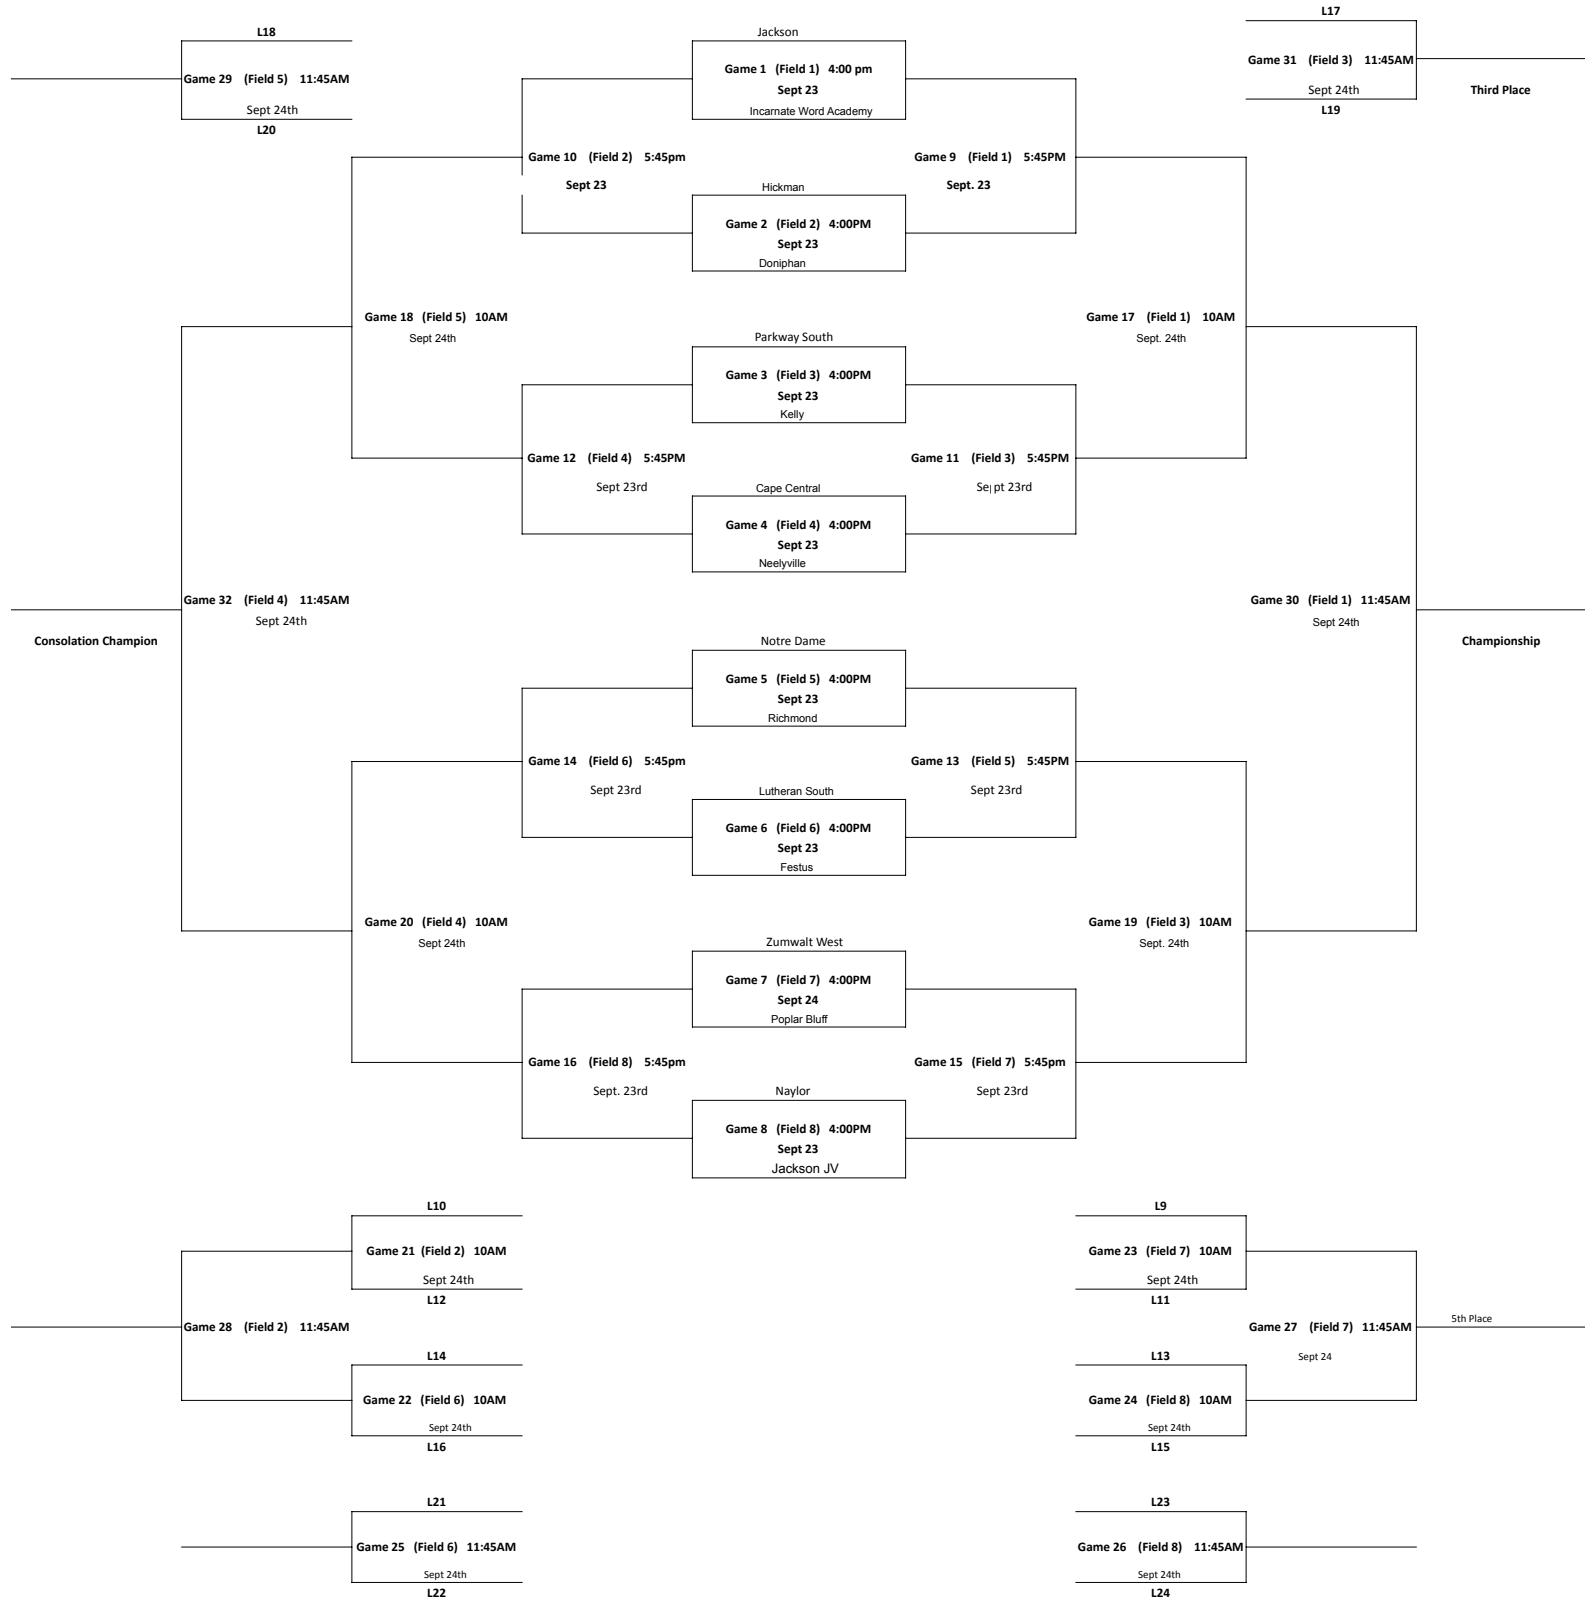 L17
L18
Jackson
Game 29 (Field 5) 11:45AM
Sept 24th
L20
Game 1 (Field 1) 4:00 pm
Sept 23
Incarnate Word Academy
Game 31 (Field 3) 11:45AM
Sept 24th
L19
Third Place
Game 10 (Field 2) 5:45pm
Sept 23
Game 9 (Field 1) 5:45PM
Sept. 23
Hickman
Game 2 (Field 2) 4:00PM
Sept 23
Doniphan
Game 18 (Field 5) 10AM
Sept 24th
Game 17 (Field 1) 10AM
Sept. 24th
Parkway South
Game 3 (Field 3) 4:00PM
Sept 23
Kelly
Game 12 (Field 4) 5:45PM
Sept 23rd
Game 11 (Field 3) 5:45PM
Sept 23rd
Cape Central
Game 4 (Field 4) 4:00PM
Sept 23
Neelyville
Game 32 (Field 4) 11:45AM
Sept 24th
Consolation Champion
Game 30 (Field 1) 11:45AM
Sept 24th
Championship
Notre Dame
Game 5 (Field 5) 4:00PM
Sept 23
Richmond
Game 14 (Field 6) 5:45pm
Sept 23rd
Game 13 (Field 5) 5:45PM
Sept 23rd
Lutheran South
Game 6 (Field 6) 4:00PM
Sept 23
Festus
Game 20 (Field 4) 10AM
Sept 24th
Game 19 (Field 3) 10AM
Sept. 24th
Zumwalt West
Game 7 (Field 7) 4:00PM
Sept 24
Poplar Bluff
Game 16 (Field 8) 5:45pm
Sept. 23rd
Game 15 (Field 7) 5:45pm
Sept 23rd
Naylor
Game 8 (Field 8) 4:00PM
Sept 23
Jackson JV
L10
Game 21 (Field 2) 10AM
Sept 24th
L12
L9
Game 23 (Field 7) 10AM
Sept 24th
L11
Game 28 (Field 2) 11:45AM
Game 27 (Field 7) 11:45AM
Sept 24
5th Place
L14
Game 22 (Field 6) 10AM
Sept 24th
L16
L13
Game 24 (Field 8) 10AM
Sept 24th
L15
L21
Game 25 (Field 6) 11:45AM
Sept 24th
L22
L23
Game 26 (Field 8) 11:45AM
Sept 24th
L24